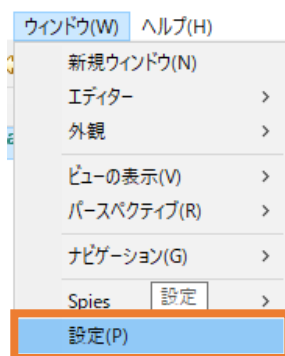 ウィンドウ(W) ヘルプ(H)
新規ウィンドウ(N)
エディター >
外観 >
ビューの表示(V) >
パースペクティブ(R) >
ナビゲーション(G) >
Spies 設定 >
設定(P)